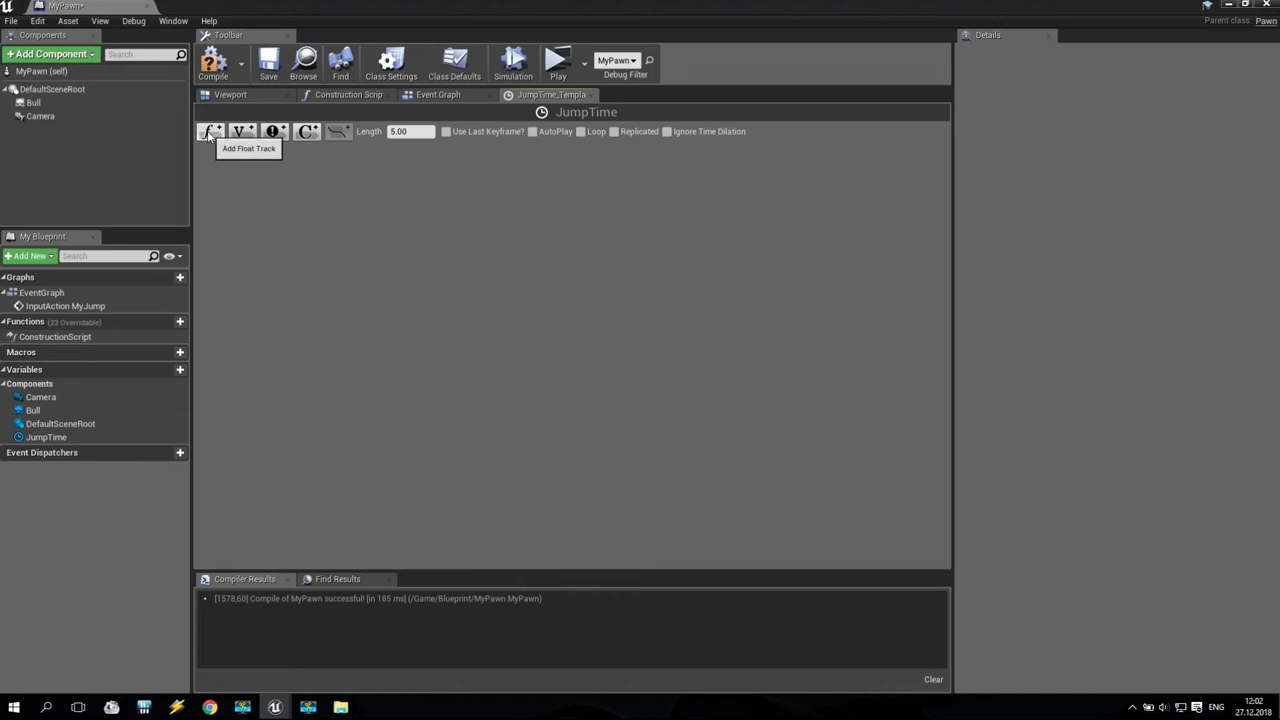 MyPawn*
File Edit Asset View Debug Window Help
Parent class: Pawn
Components
Toolbar
Details
+Add Component
Search
MyPawn (self)
DefaultSceneRoot
Bull
Camera
Compile
Save
Browse
Find
Class Settings
Class Defaults
Simulation
Play
MyPawn
Debug Filter
Viewport
Construction Scrip
Event Graph
JumpTime_Templa
JumpTime
Length 5.00 Use Last Keyframe? AutoPlay Loop Replicated Ignore Time Dilation
Add Float Track
My Blueprint
+Add New
Search
Graphs
EventGraph
InputAction MyJump
Functions (23 Overridable)
ConstructionScript
Macros
Variables
Components
Camera
Bull
DefaultSceneRoot
JumpTime
Event Dispatchers
Compiler Results
Find Results
[1578,60] Compile of MyPawn successful! [in 185 ms] (/Game/Blueprint/MyPawn.MyPawn)
Clear
ENG
12:02
27.12.2018